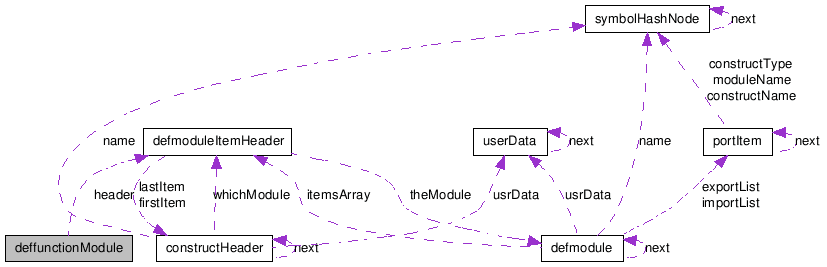 symbolHashNode
next
constructType
moduleName
constructName
name
defmoduleItemHeader
userData
next
name
portItem
next
header
lastItem
firstItem
whichModule
itemsArray
theModule
usrData
usrData
exportList
importList
deffunctionModule
constructHeader
next
defmodule
next